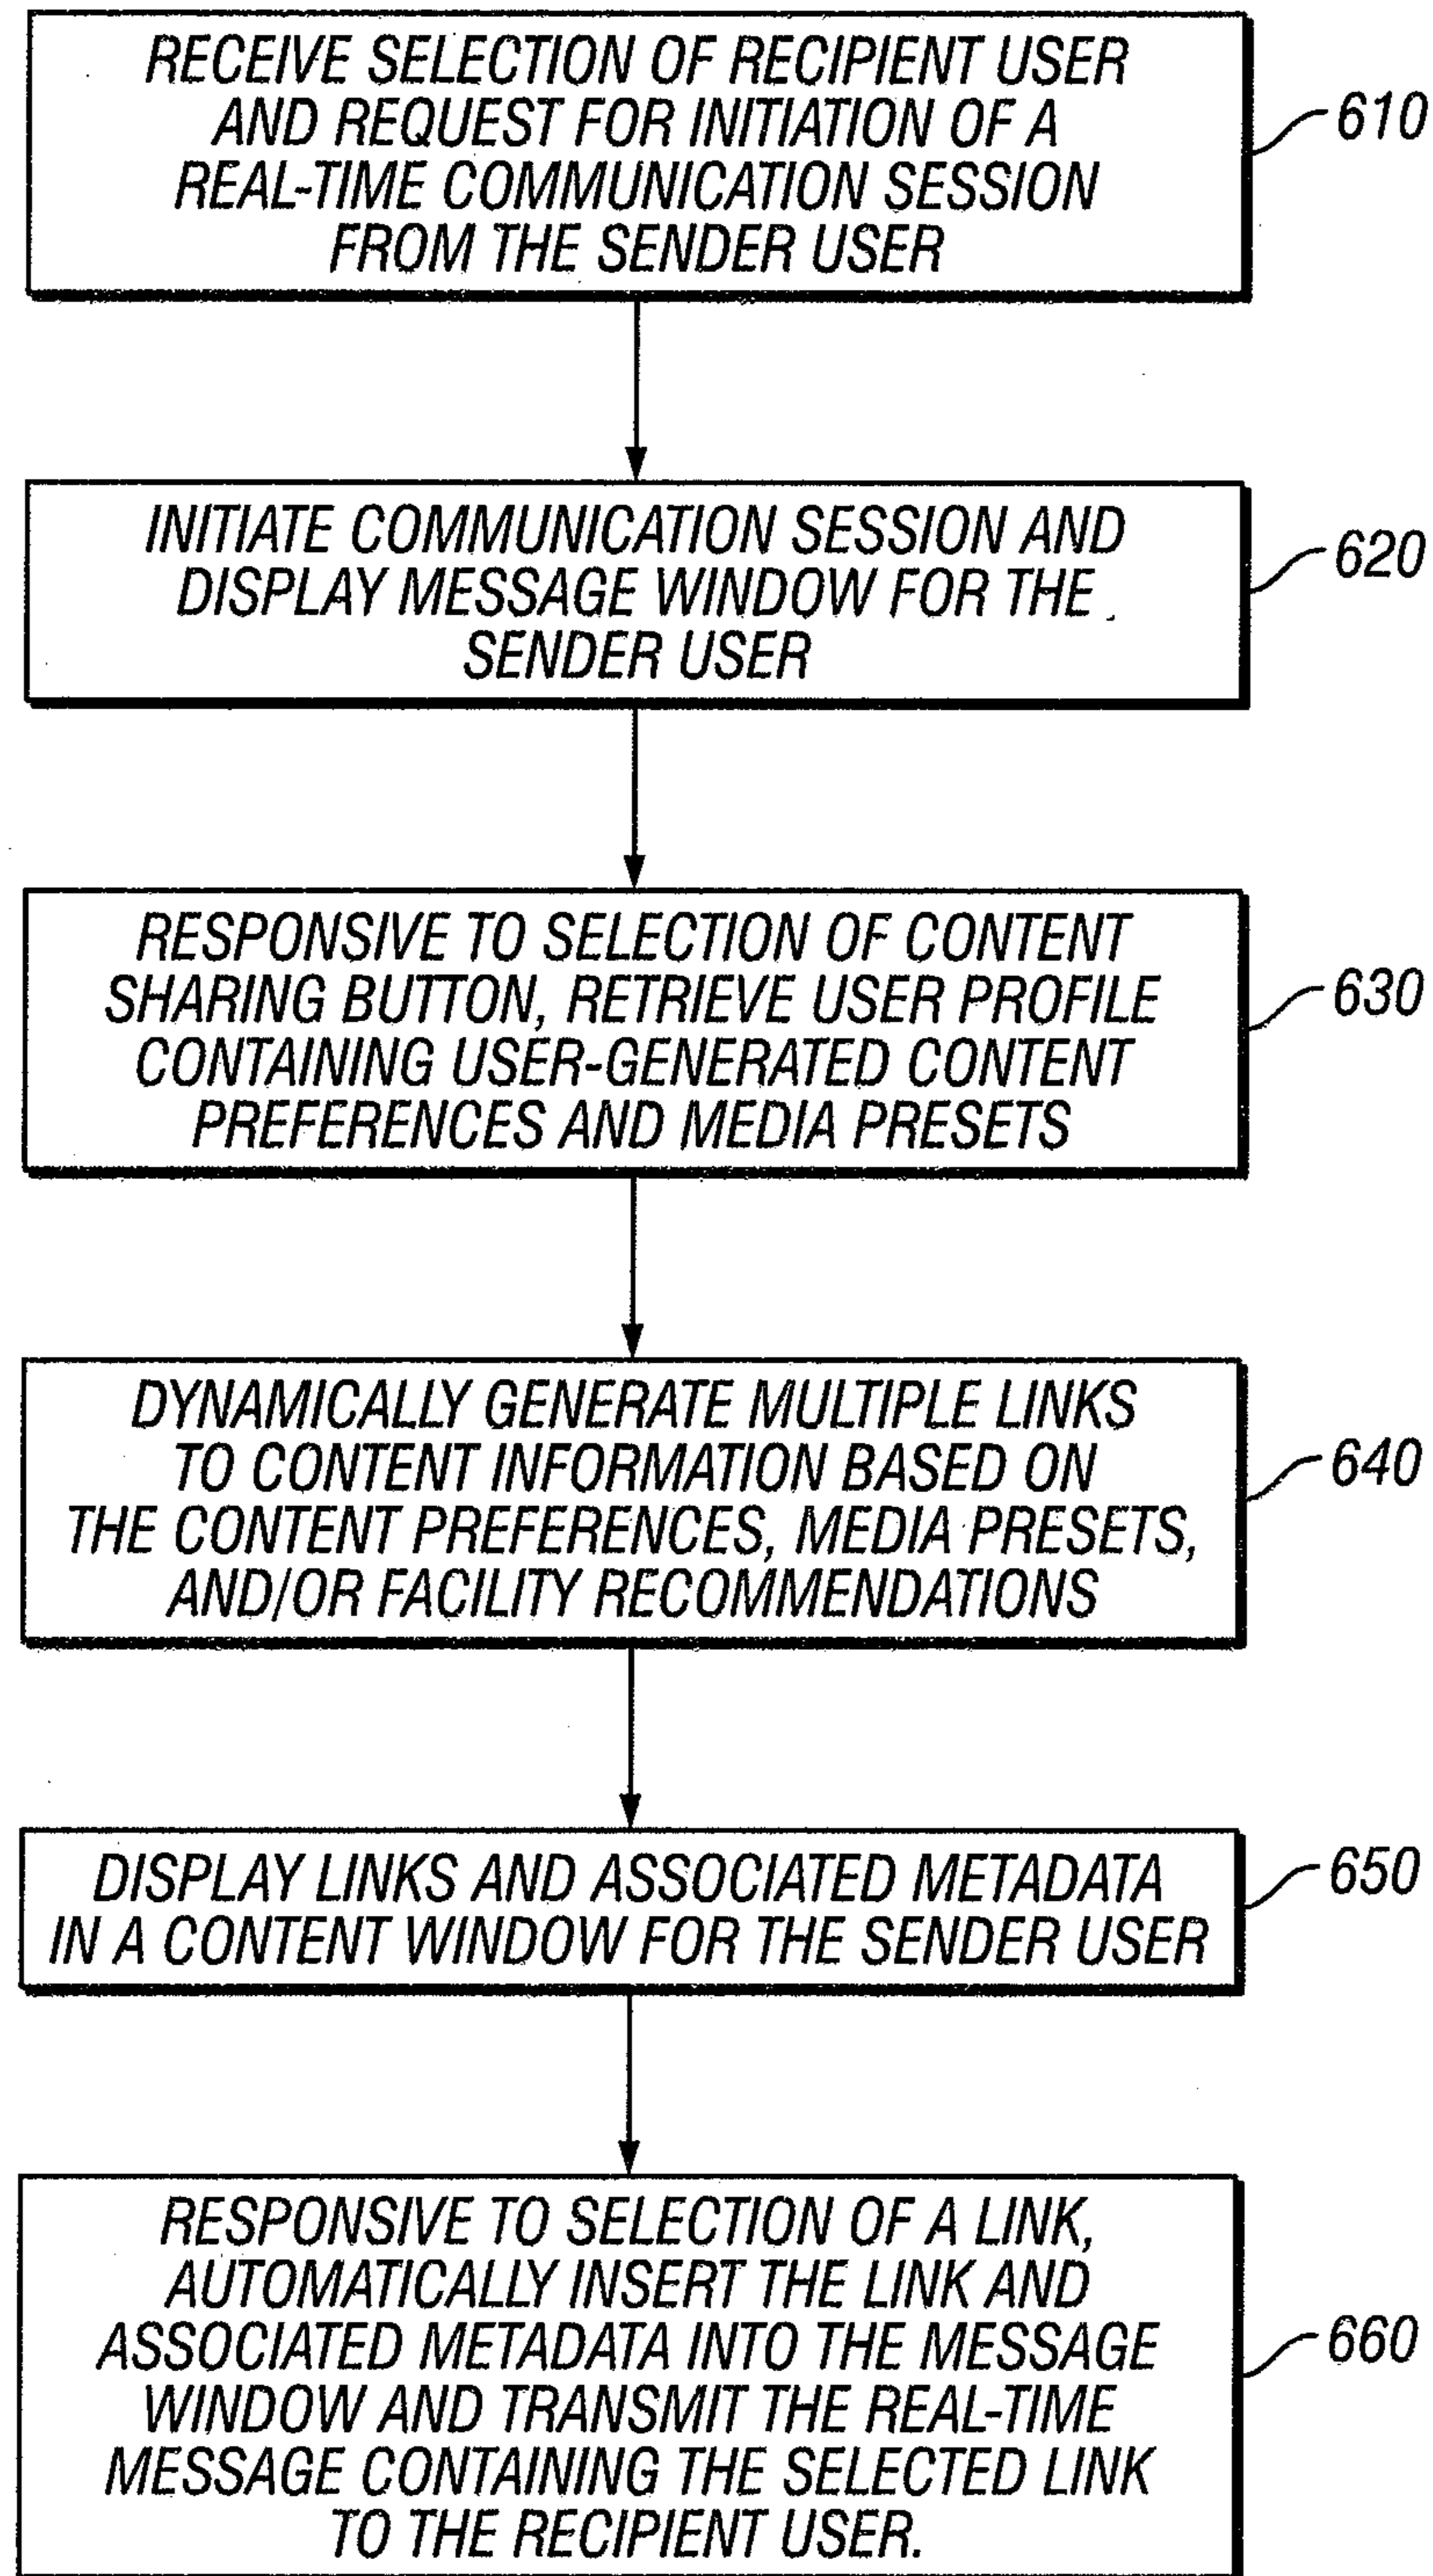 RECEIVE SELECTION OF RECIPIENT USER
AND REQUEST FOR INITIATION OF A
REAL-TIME COMMUNICATION SESSION
FROM THE SENDER USER
610
INITIATE COMMUNICATION SESSION AND
DISPLAY MESSAGE WINDOW FOR THE
SENDER USER
620
RESPONSIVE TO SELECTION OF CONTENT
SHARING BUTTON, RETRIEVE USER PROFILE
CONTAINING USER-GENERATED CONTENT
PREFERENCES AND MEDIA PRESETS
630
DYNAMICALLY GENERATE MULTIPLE LINKS
TO CONTENT INFORMATION BASED ON
THE CONTENT PREFERENCES, MEDIA PRESETS,
AND/OR FACILITY RECOMMENDATIONS
640
DISPLAY LINKS AND ASSOCIATED METADATA
IN A CONTENT WINDOW FOR THE SENDER USER
650
RESPONSIVE TO SELECTION OF A LINK,
AUTOMATICALLY INSERT THE LINK AND
ASSOCIATED METADATA INTO THE MESSAGE
WINDOW AND TRANSMIT THE REAL-TIME
MESSAGE CONTAINING THE SELECTED LINK
TO THE RECIPIENT USER.
660